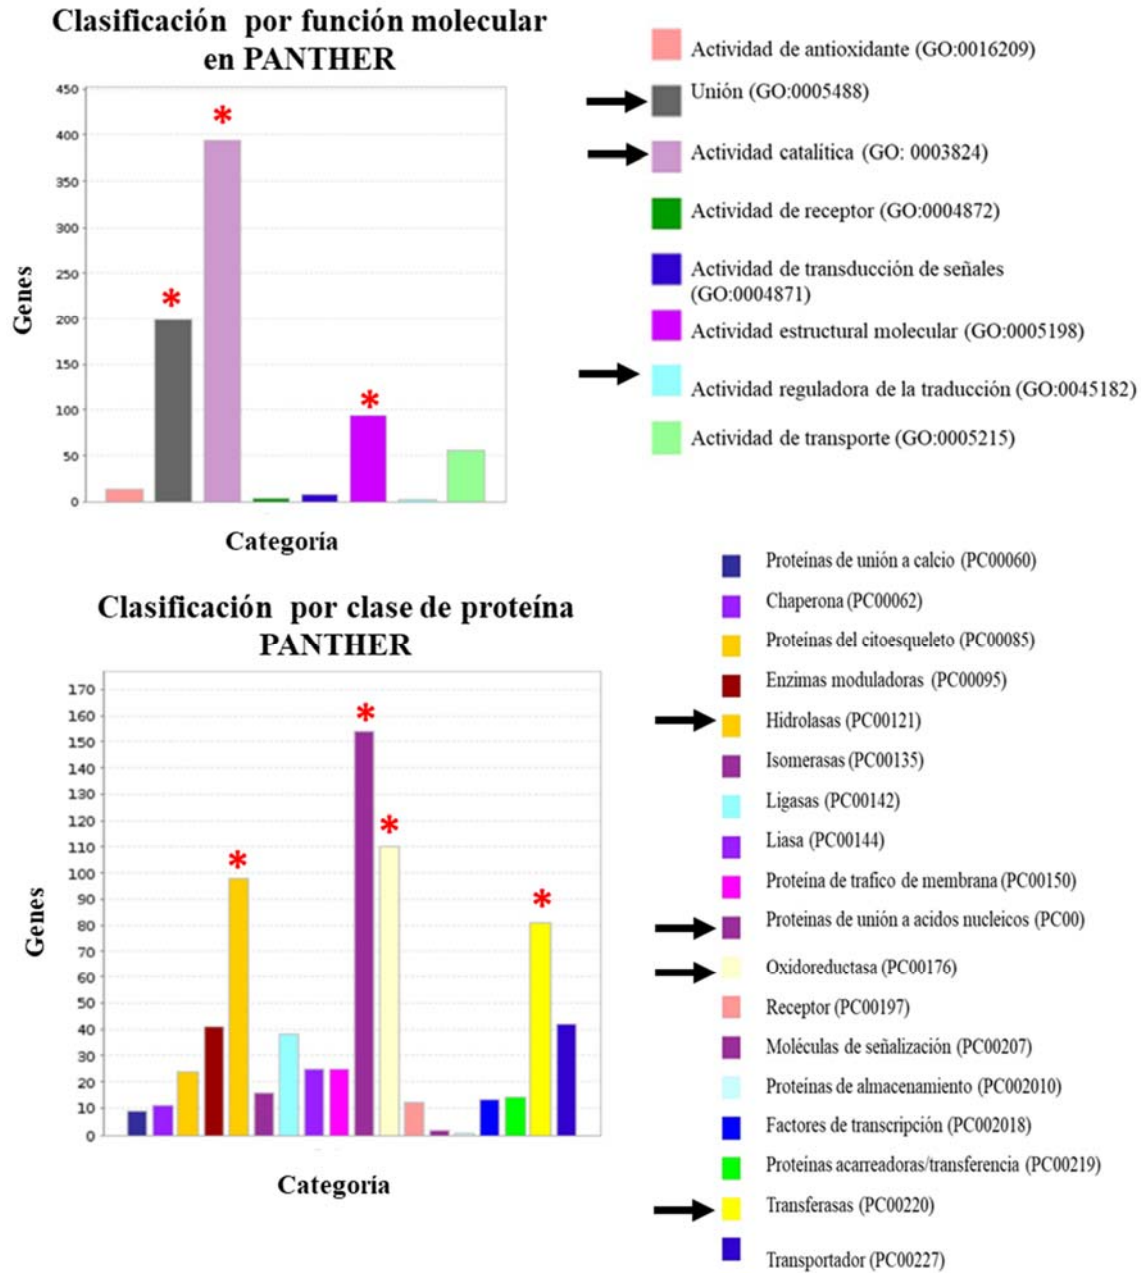 Clasificación por función molecular
en PANTHER
450
400
350
300
250
200
150
100
50
0
Genes
*
*
*
Categoría
Actividad de antioxidante (GO:0016209)
Unión (GO:0005488)
Actividad catalítica (GO: 0003824)
Actividad de receptor (GO:0004872)
Actividad de transducción de señales
(GO:0004871)
Actividad estructural molecular (GO:0005198)
Actividad reguladora de la traducción (GO:0045182)
Actividad de transporte (GO:0005215)
Clasificación por clase de proteína
PANTHER
170
160
150
140
130
120
110
100
90
80
70
60
50
40
30
20
10
0
Genes
*
*
*
*
Categoría
Proteínas de unión a calcio (PC00060)
Chaperona (PC00062)
Proteínas del citoesqueleto (PC00085)
Enzimas moduladoras (PC00095)
Hidrolasas (PC00121)
Isomerasas (PC00135)
Ligasas (PC00142)
Liasa (PC00144)
Proteína de trafico de membrana (PC00150)
Proteinas de unión a acidos nucleicos (PC00)
Oxidoreductasa (PC00176)
Receptor (PC00197)
Moléculas de señalización (PC00207)
Proteínas de almacenamiento (PC002010)
Factores de transcripción (PC002018)
Proteinas acarreadoras/transferencia (PC00219)
Transferasas (PC00220)
Transportador (PC00227)